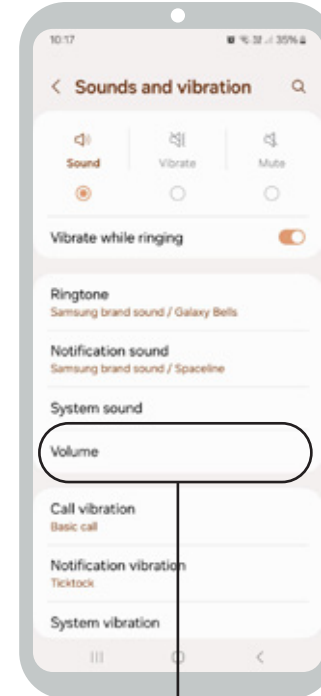 10:17
35%
Sounds and vibration
Sound Vibrate Mute
Vibrate while ringing
Ringtone
Samsung brand sound / Galaxy Bells
Notification sound
Samsung brand sound / Spaceline
System sound
Volume
Call vibration
Basic call
Notification vibration
Ticktock
System vibration